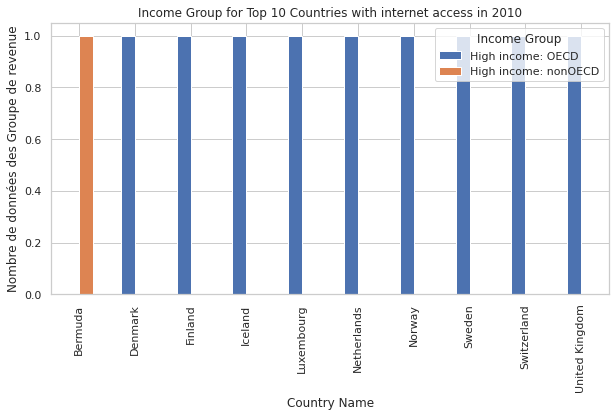 Income Group for Top 10 Countries with internet access in 2010
Income Group
High income: OECD
High income: nonOECD
Nombre de données des Groupe de revenue
1.0
0.8
0.6
0.4
0.2
0.0
Bermuda
Denmark
Finland
Iceland
Luxembourg
Netherlands
Norway
Sweden
Switzerland
United Kingdom
Country Name